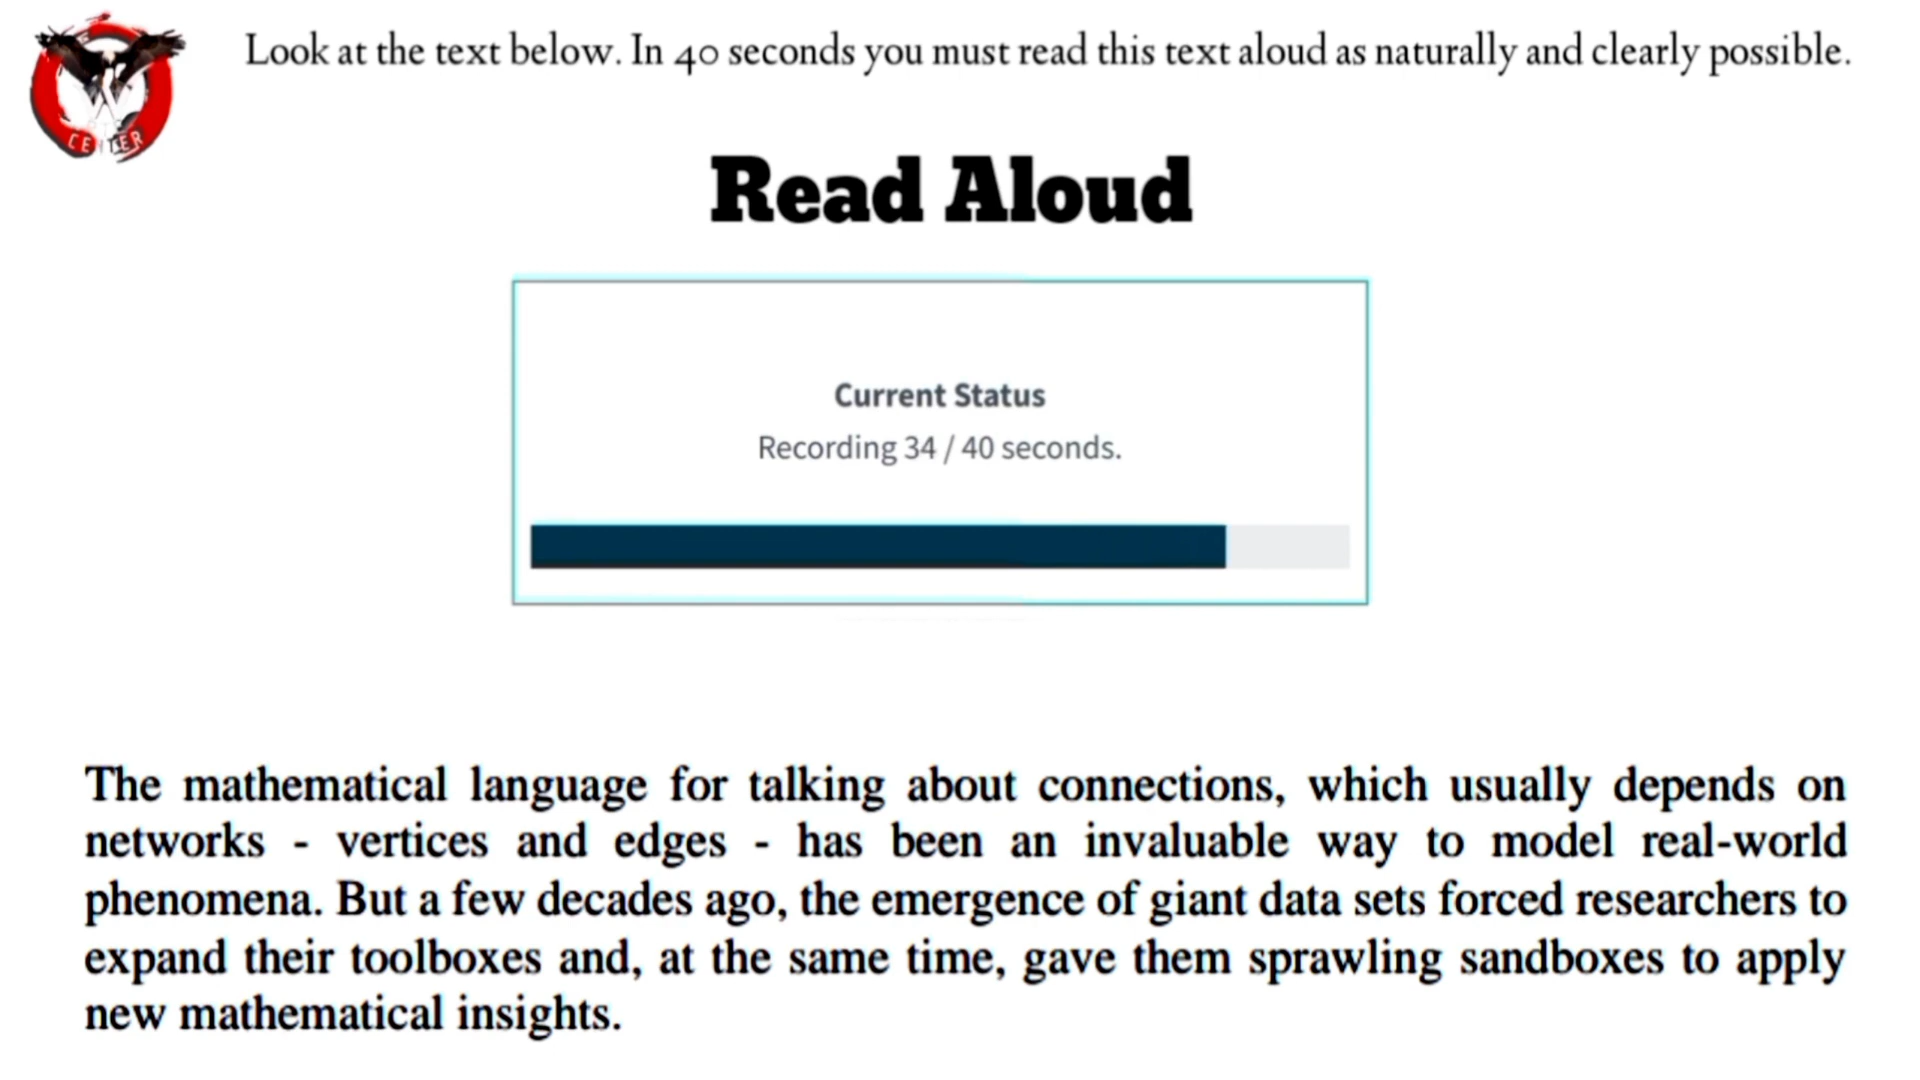 Look at the text below. In 40 seconds you must read this text aloud as naturally and clearly possible.
CENTER
Read Aloud
Current Status
Recording 34 / 40 seconds.
The mathematical language for talking about connections, which usually depends on
networks - vertices and edges - has been an invaluable way to model real-world
phenomena. But a few decades ago, the emergence of giant data sets forced researchers to
expand their toolboxes and, at the same time, gave them sprawling sandboxes to apply
new mathematical insights.